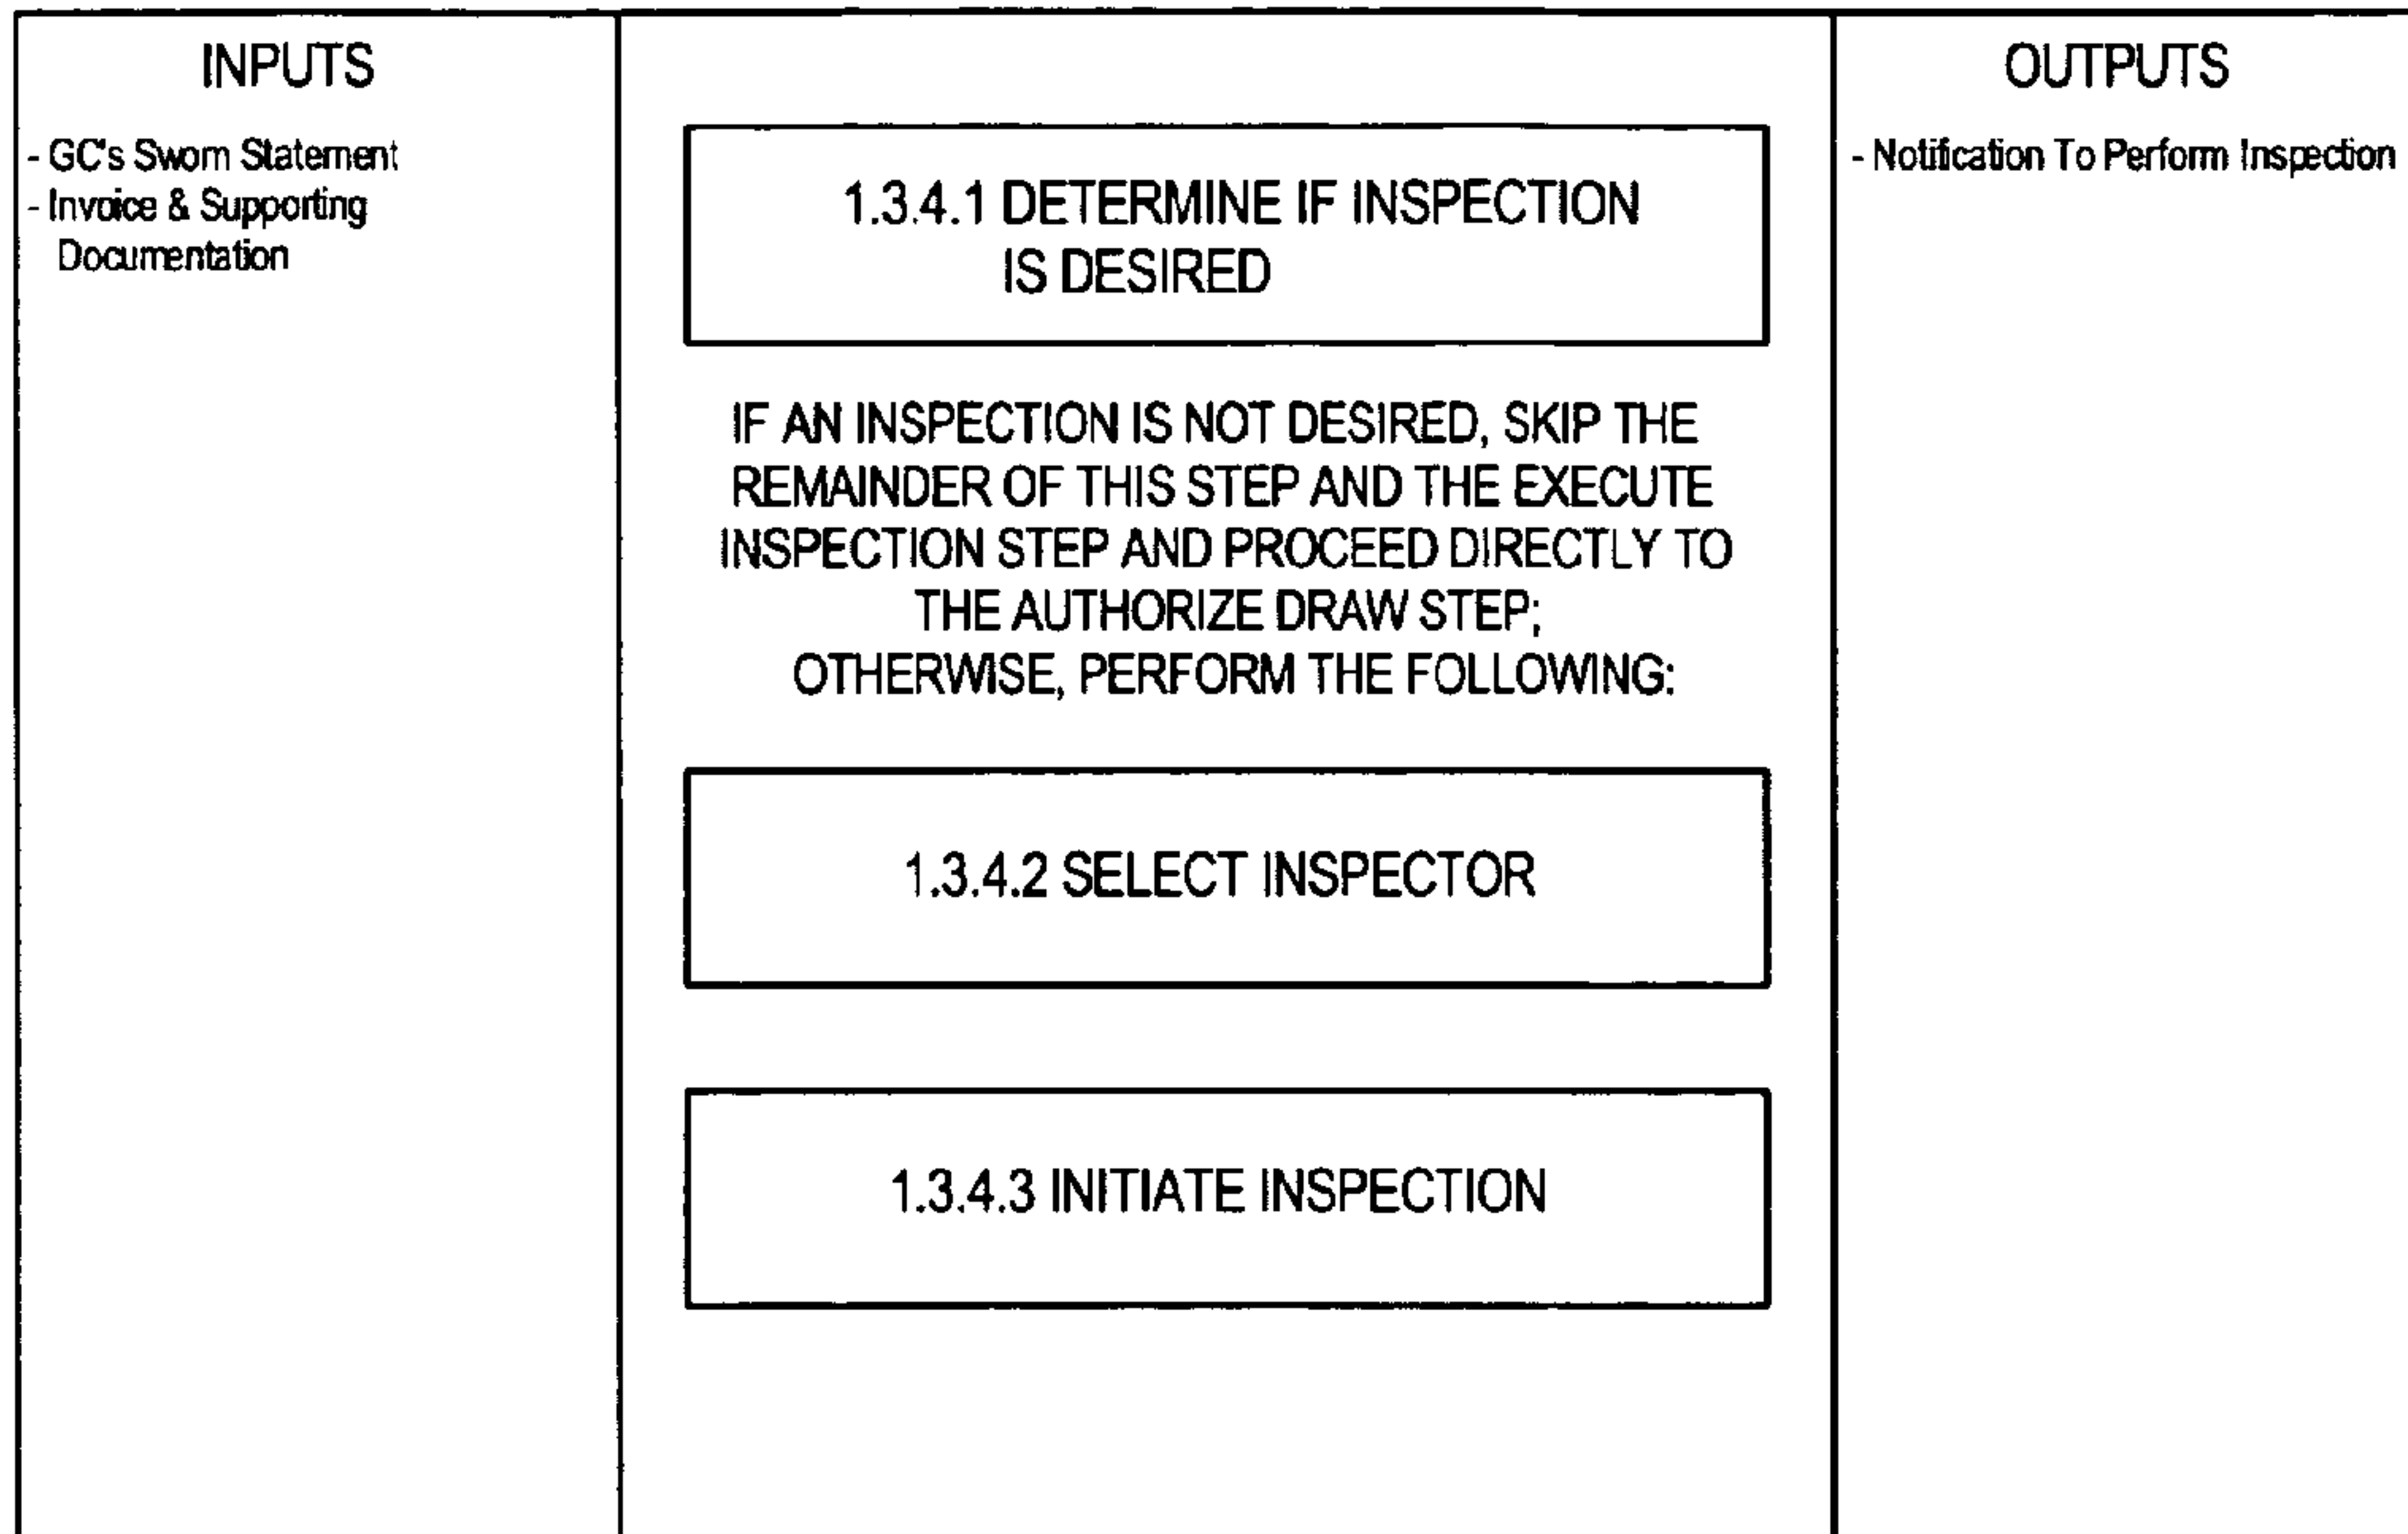 INPUTS
- GC's Sworn Statement
- Invoice & Supporting
Documentation
1.3.4.1 DETERMINE IF INSPECTION
IS DESIRED
IF AN INSPECTION IS NOT DESIRED, SKIP THE
REMAINDER OF THIS STEP AND THE EXECUTE
INSPECTION STEP AND PROCEED DIRECTLY TO
THE AUTHORIZE DRAW STEP;
OTHERWISE, PERFORM THE FOLLOWING:
1.3.4.2 SELECT INSPECTOR
1.3.4.3 INITIATE INSPECTION
OUTPUTS
- Notification To Perform Inspection